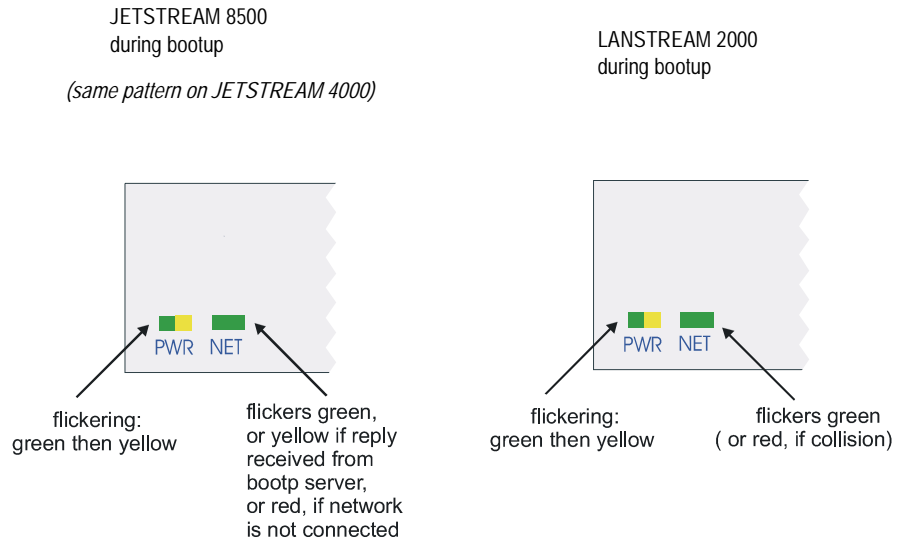 JETSTREAM 8500
during bootup
(same pattern on JETSTREAM 4000)
PWR NET
flickering:
green then yellow
flickers green,
or yellow if reply
received from
bootp server,
or red, if network
is not connected
LANSTREAM 2000
during bootup
PWR NET
flickering:
green then yellow
flickers green
( or red, if collision)